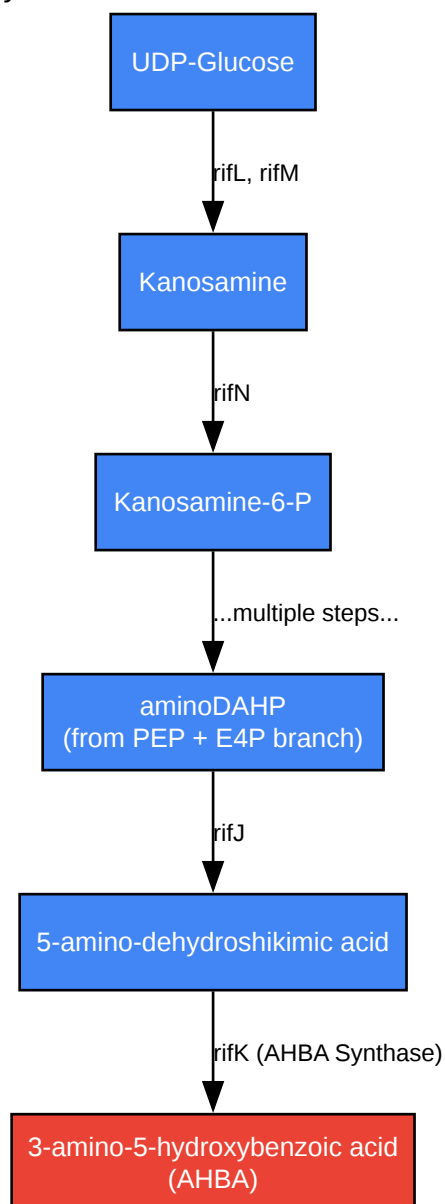 UDP-Glucose
rifL, rifM
Kanosamine
rifN
Kanosamine-6-P
...multiple steps...
aminoDAHP
(from PEP + E4P branch)
rifJ
5-amino-dehydroshikimic acid
rifK (AHBA Synthase)
3-amino-5-hydroxybenzoic acid
(AHBA)